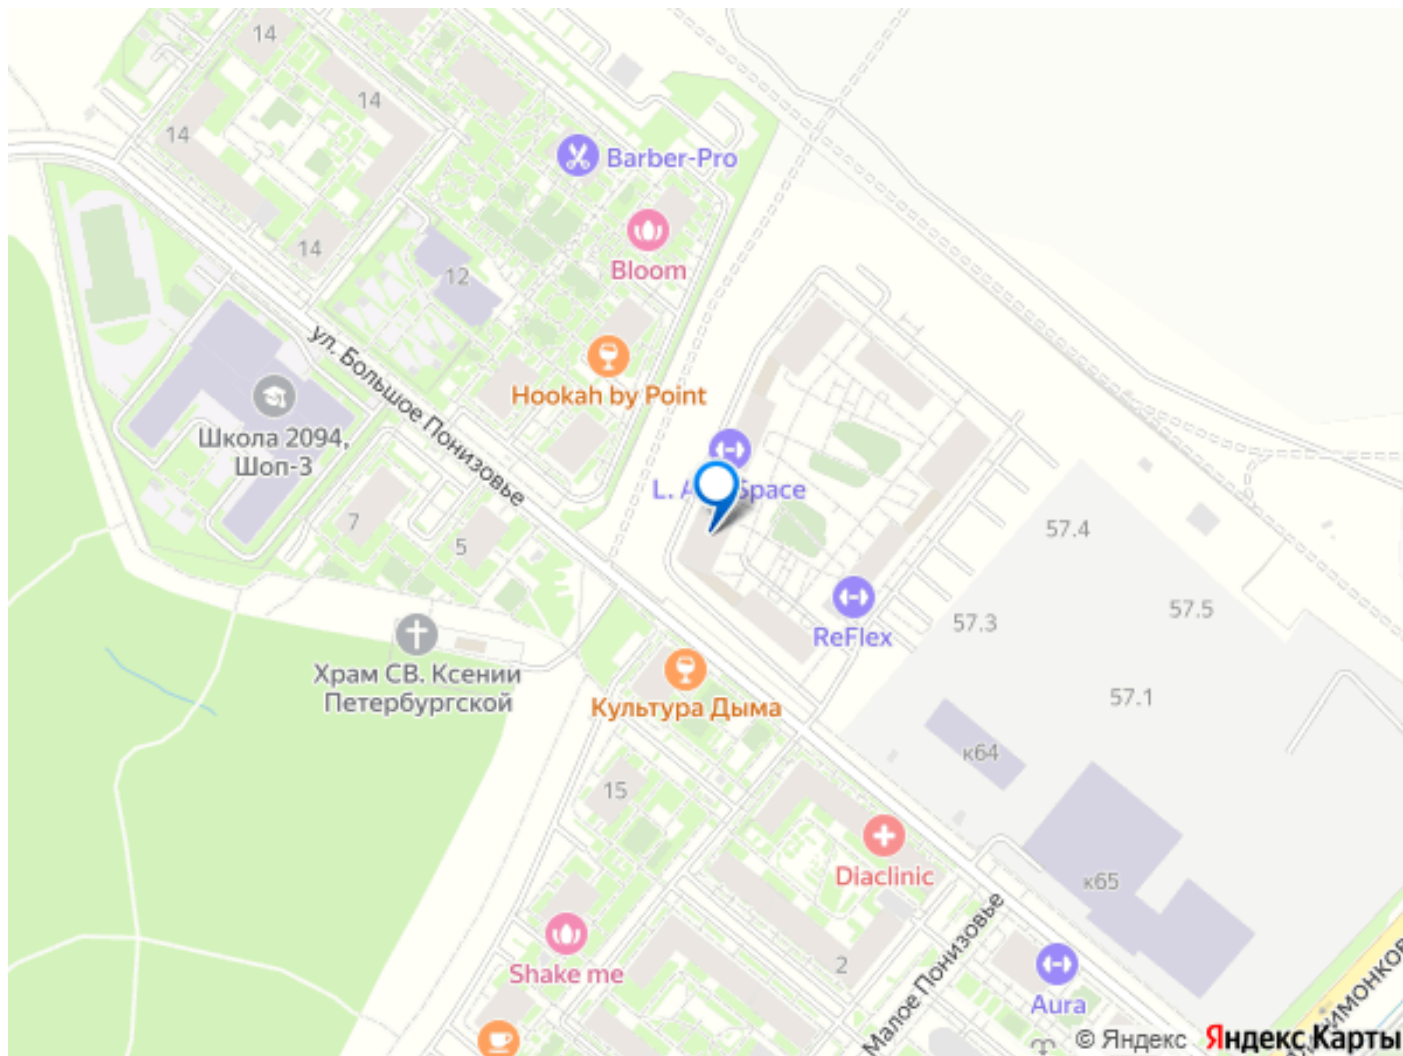 14
14
14
Barber-Pro
Bloom
14
12
ул. Большое Понизовье
Hookah by Point
Школа 2094,
Шоп-3
L. Space
7
5
57.4
57.5
57.3
ReFlex
Храм СВ. Ксении
Петербургской
57.1
Культура Дыма
к64
15
Diaclinic
к65
Малое Понизовье
Shake me
2
Aura
© Яндекс Яндекс Карты